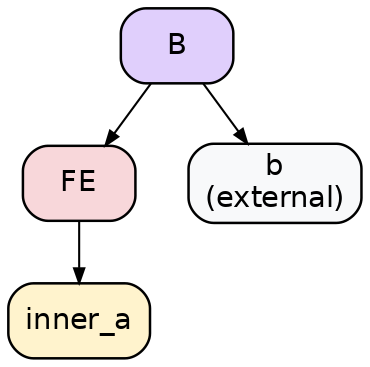 B
FE
b
(external)
inner_a